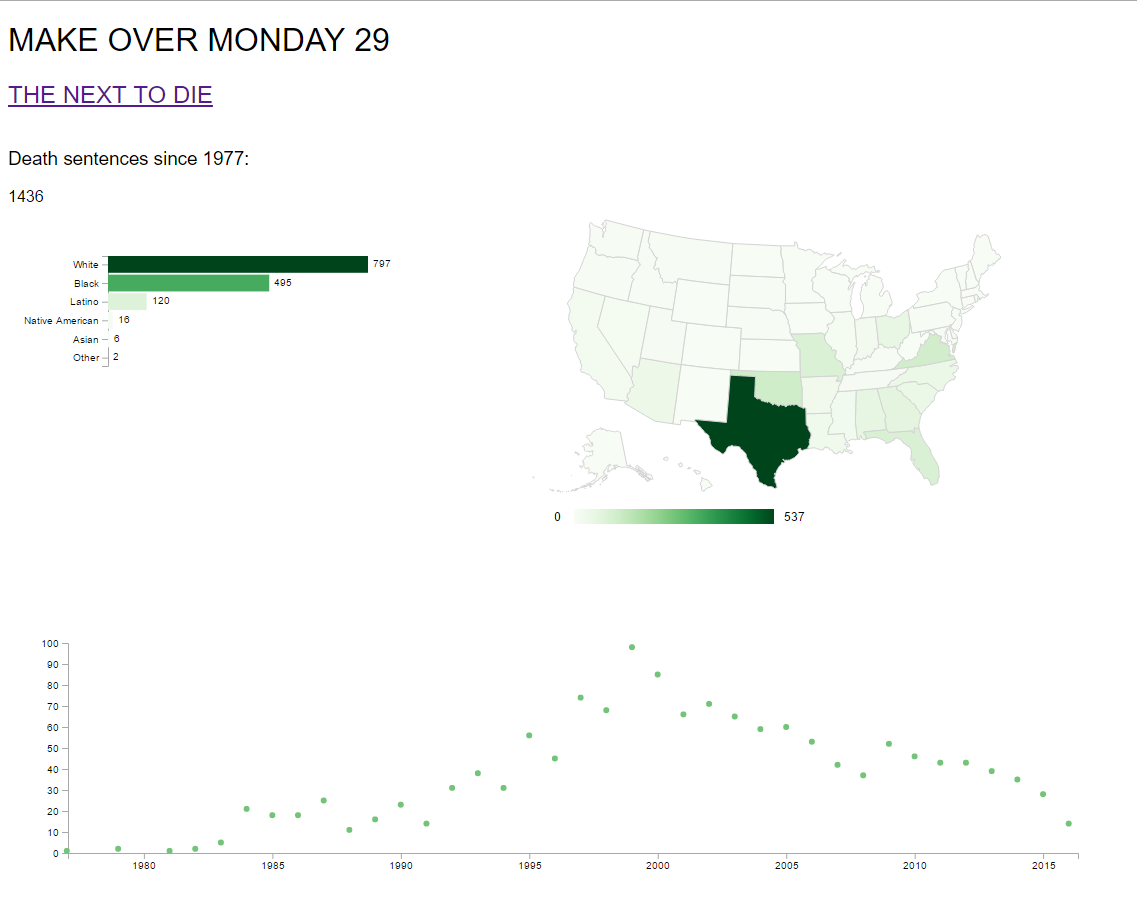 MAKE OVER MONDAY 29
THE NEXT TO DIE
Death sentences since 1977:
1436
White 797
Black 495
Latino 120
Native American 16
Asian 6
Other 2
0 537
100
90
80
70
60
50
40
30
20
10
0
1980 1985 1990 1995 2000 2005 2010 2015